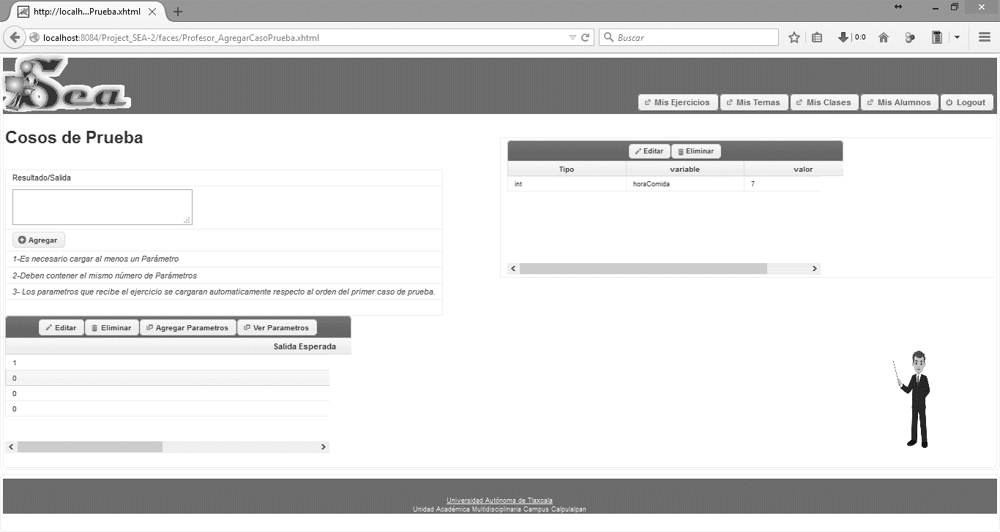 http://localh...Prueba.xhtml
localhost:8084/Project_SEA-2/faces/Profesor_AgregarCasoPrueba.xhtml
Buscar
0:0
Sea
Mis Ejercicios
Mis Temas
Mis Clases
Mis Alumnos
Logout
Cosos de Prueba
Resultado/Salida
Agregar
1-Es necesario cargar al menos un Parámetro
2-Deben contener el mismo número de Parámetros
3- Los parametros que recibe el ejercicio se cargaran automaticamente respecto al orden del primer caso de prueba.
Editar
Eliminar
Agregar Parametros
Ver Parametros
Salida Esperada
1
0
0
0
Editar
Eliminar
Tipo variable valor
int horaComida 7
Universidad Autónoma de Tlaxcala
Unidad Académica Multidisciplinaria Campus Calpulalpan